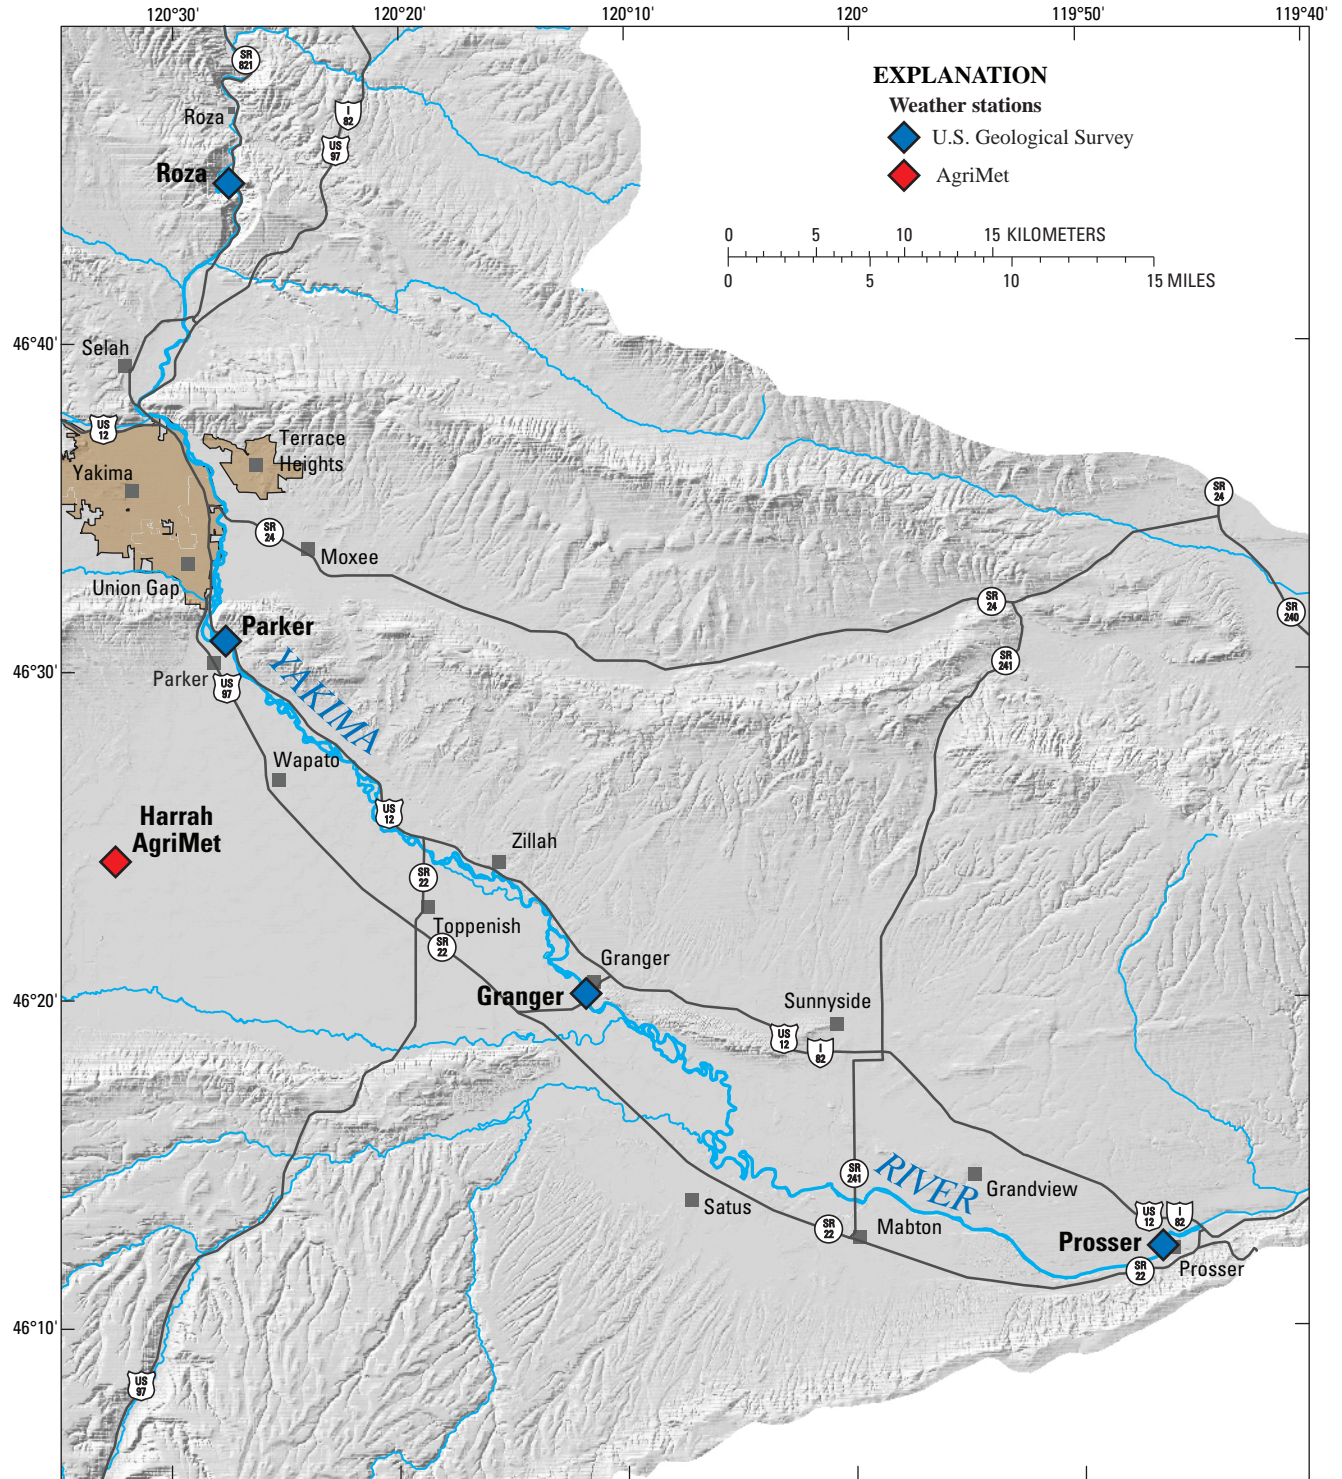 120°30'
120°20'
120°10'
120°
119°50'
119°40'
EXPLANATION
Weather stations
U.S. Geological Survey
AgriMet
0 5 10 15 KILOMETERS
0 5 10 15 MILES
SR
821
Roza
I
82
US
97
Roza
46°40'
Selah
US
12
Terrace
Heights
Yakima
SR
24
SR
24
Moxee
Union Gap
SR
24
SR
240
Parker
SR
241
46°30'
Parker
US
97
YAKIMA
Wapato
US
12
Harrah
AgriMet
Zillah
SR
22
Toppenish
SR
22
Granger
Granger
46°20'
Sunnyside
US
12
I
82
SR
241
RIVER
Grandview
Satus
SR
22
Mabton
US
12
I
82
Prosser
Prosser
SR
22
46°10'
US
97